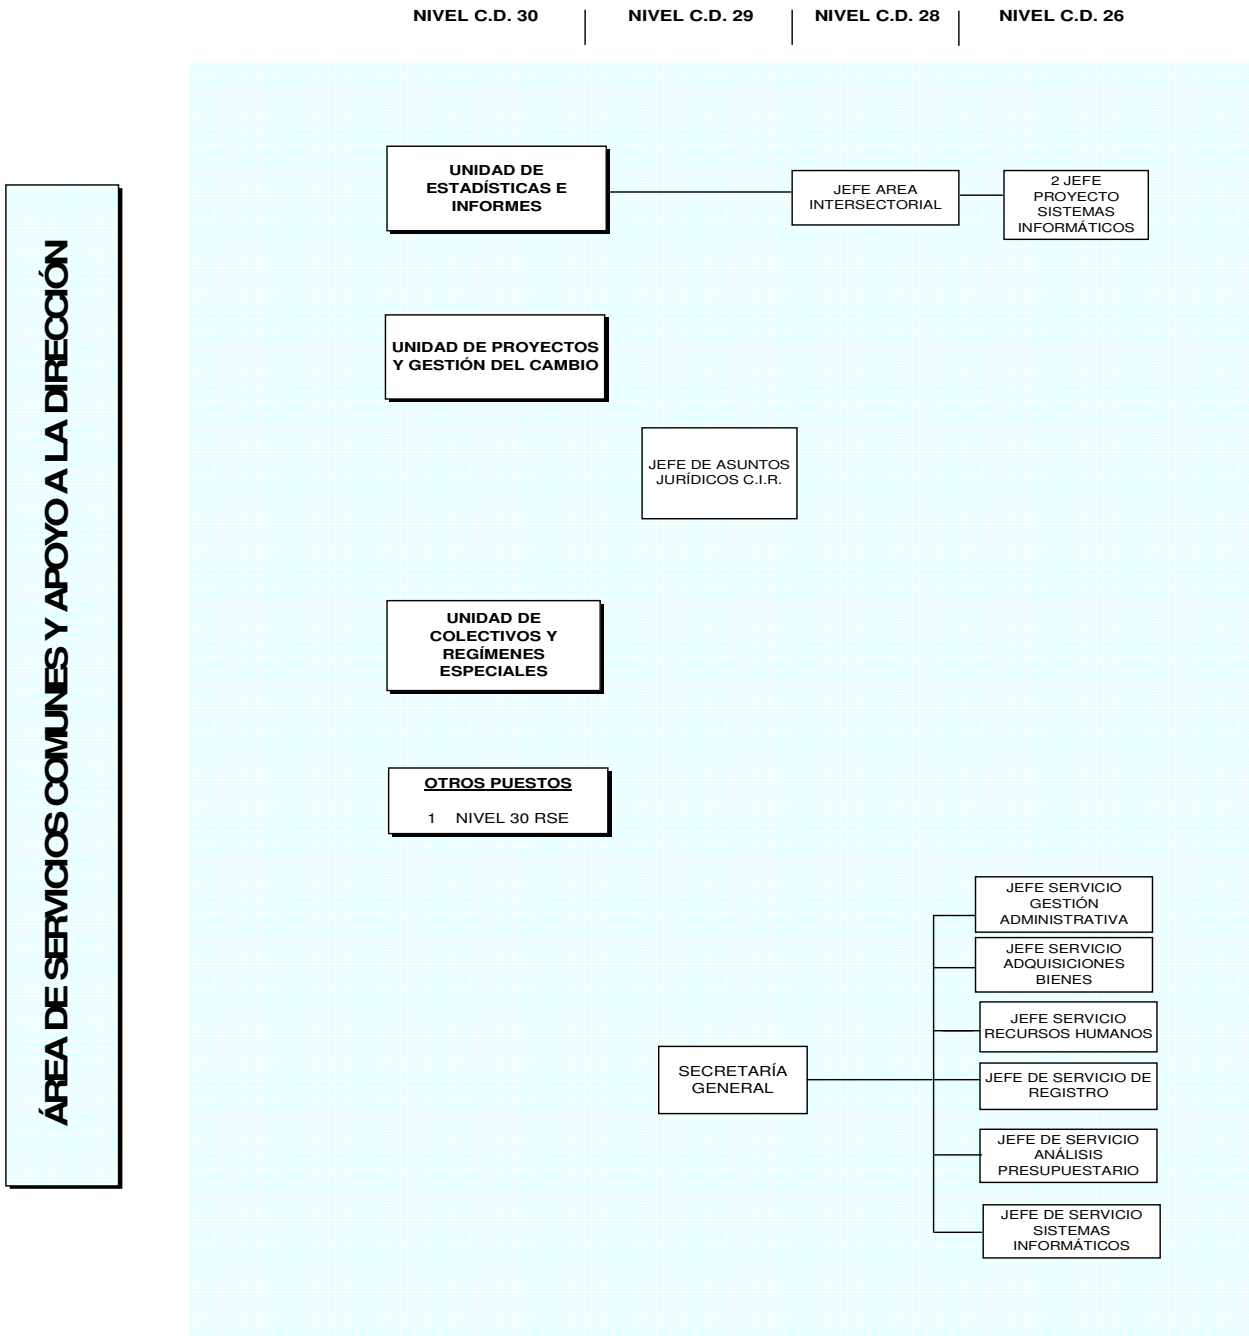 NIVEL C.D. 30 NIVEL C.D. 29 NIVEL C.D. 28 NIVEL C.D. 26
ÁREA DE SERVICIOS COMUNES Y APOYO A LA DIRECCIÓN
UNIDAD DE
ESTADÍSTICAS E
INFORMES
JEFE AREA
INTERSECTORIAL
2 JEFE
PROYECTO
SISTEMAS
INFORMÁTICOS
UNIDAD DE PROYECTOS
Y GESTIÓN DEL CAMBIO
JEFE DE ASUNTOS
JURÍDICOS C.I.R.
UNIDAD DE
COLECTIVOS Y
REGÍMENES
ESPECIALES
OTROS PUESTOS
1 NIVEL 30 RSE
SECRETARÍA
GENERAL
JEFE SERVICIO
GESTIÓN
ADMINISTRATIVA
JEFE SERVICIO
ADQUISICIONES
BIENES
JEFE SERVICIO
RECURSOS HUMANOS
JEFE DE SERVICIO DE
REGISTRO
JEFE DE SERVICIO
ANÁLISIS
PRESUPUESTARIO
JEFE DE SERVICIO
SISTEMAS
INFORMÁTICOS